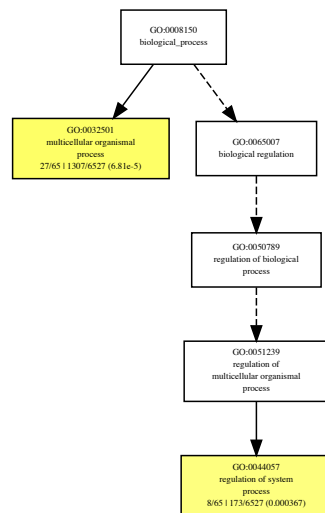 GO:0008150
biological_process
GO:0032501
multicellular organismal
process
27/65 | 1307/6527 (6.81e-5)
GO:0065007
biological regulation
GO:0050789
regulation of biological
process
GO:0051239
regulation of
multicellular organismal
process
GO:0044057
regulation of system
process
8/65 | 173/6527 (0.000367)